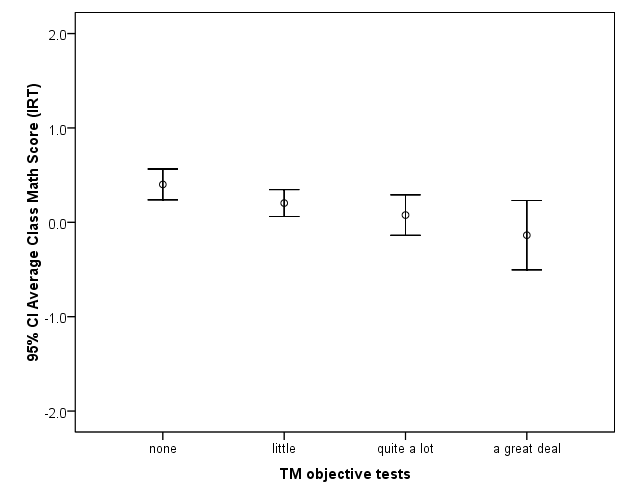 95% CI Average Class Math Score (IRT)
2.0
1.0
0.0
-1.0
-2.0
none
little
quite a lot
a great deal
TM objective tests